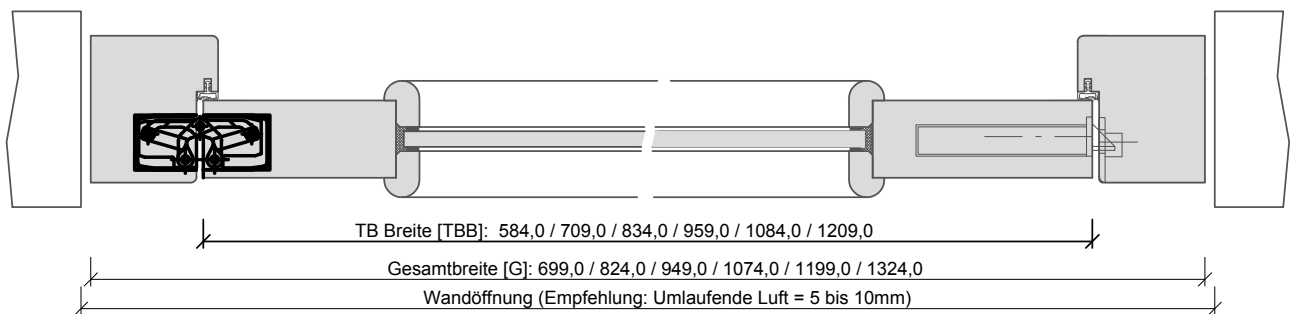 TB Breite [TBB]: 584,0 / 709,0 / 834,0 / 959,0 / 1084,0 / 1209,0
Gesamtbreite [G]: 699,0 / 824,0 / 949,0 / 1074,0 / 1199,0 / 1324,0
Wandöffnung (Empfehlung: Umlaufende Luft = 5 bis 10mm)